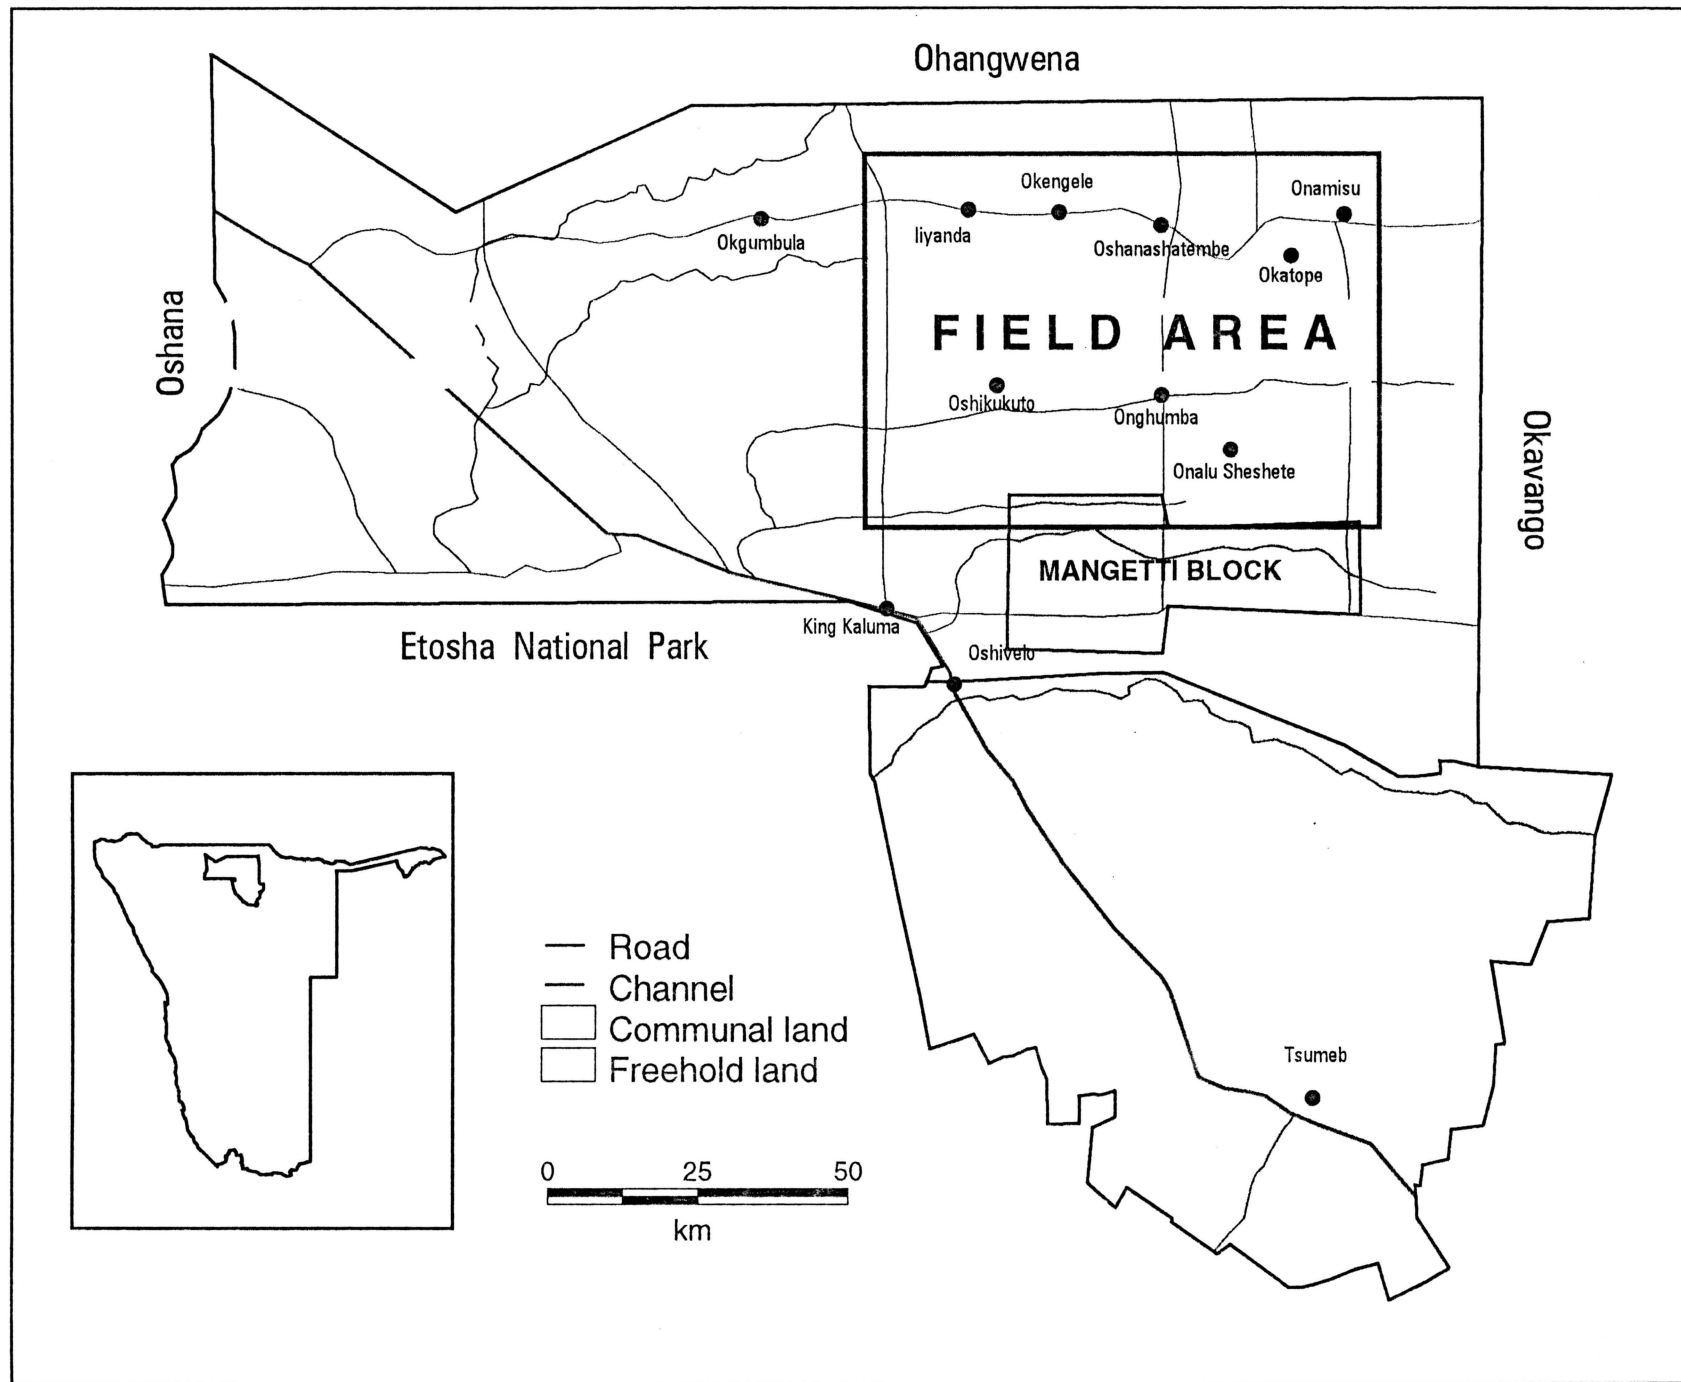 Ohangwena
Okengele
Onamisu
Okgumbula
Iiyanda
Oshanashatembe
Okatope
Oshana
FIELD AREA
Oshikukuto
Onghumba
Okavango
Onalu Sheshete
MANGETTI BLOCK
King Kaluma
Etosha National Park
Oshivelo
Road
Channel
Communal land
Freehold land
Tsumeb
0 25 50
km